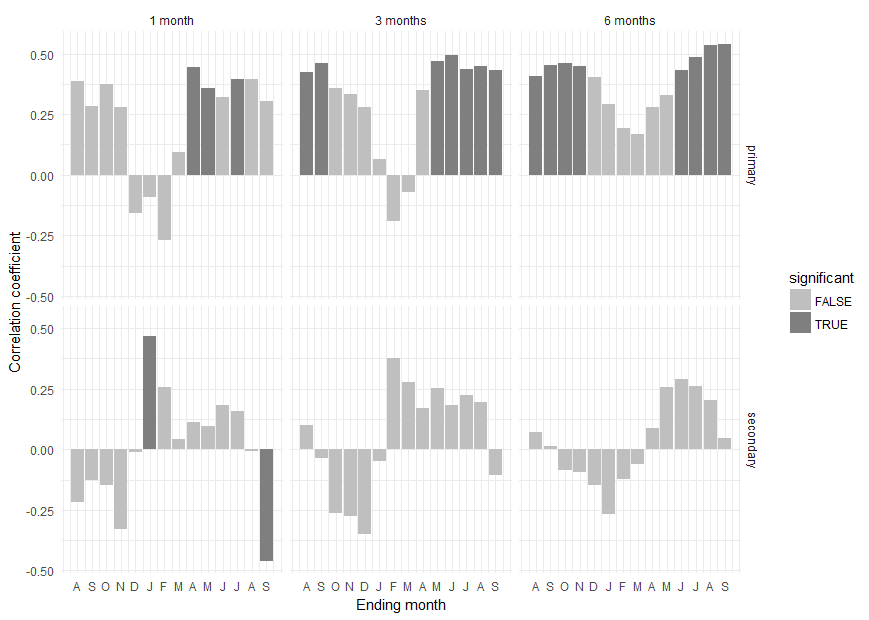 1 month 3 months 6 months
0.50
0.25
0.00
-0.25
-0.50
primary
0.50
0.25
0.00
-0.25
-0.50
secondary
Correlation coefficient
A S O N D J F M A M J J A S A S O N D J F M A M J J A S A S O N D J F M A M J J A S
Ending month
significant
FALSE
TRUE